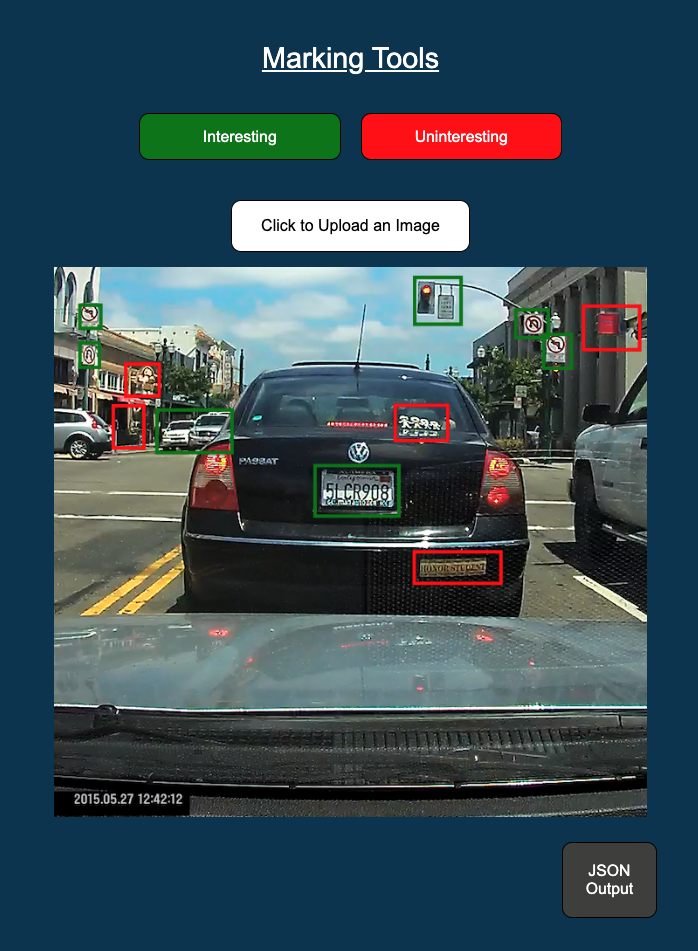 Marking Tools
Interesting
Uninteresting
Click to Upload an Image
PASSAT
California
5LCR908
HONOR STUDENT
2015.05.27 12:42:12
JSON
Output